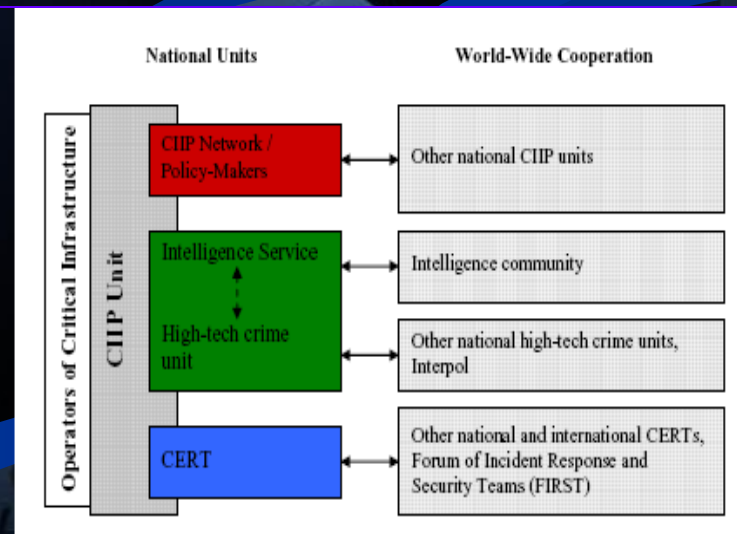 National Units
World-Wide Cooperation
Operators of Critical Infrastructure
CIIP Unit
CIIP Network /
Policy-Makers
Other national CIIP units
Intelligence Service
Intelligence community
High-tech crime
unit
Other national high-tech crime units,
Interpol
CERT
Other national and international CERTs,
Forum of Incident Response and
Security Teams (FIRST)